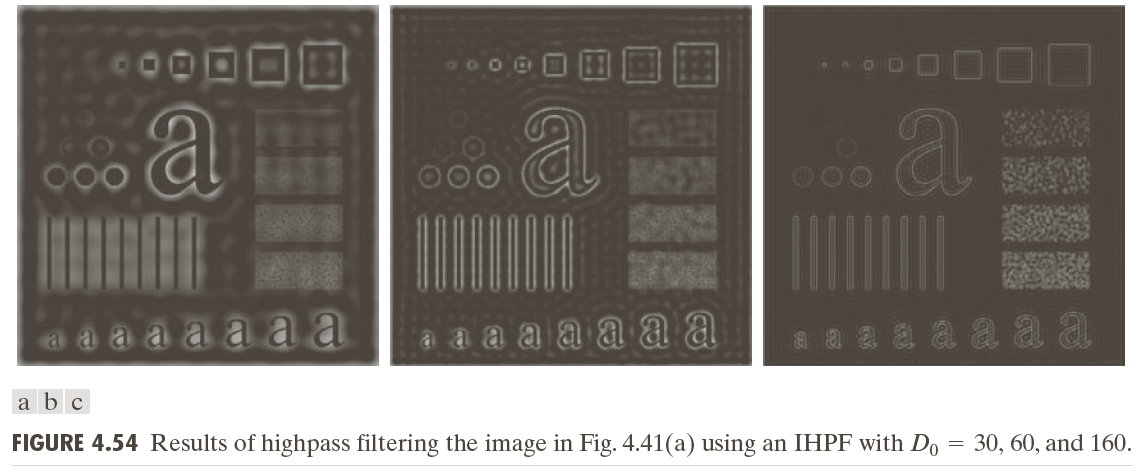 a
a a a a a a a a
a
a a a a a a a a
a
a a a a a a a a
a b c
FIGURE 4.54 Results of highpass filtering the image in Fig. 4.41(a) using an IHPF with D₀ = 30, 60, and 160.